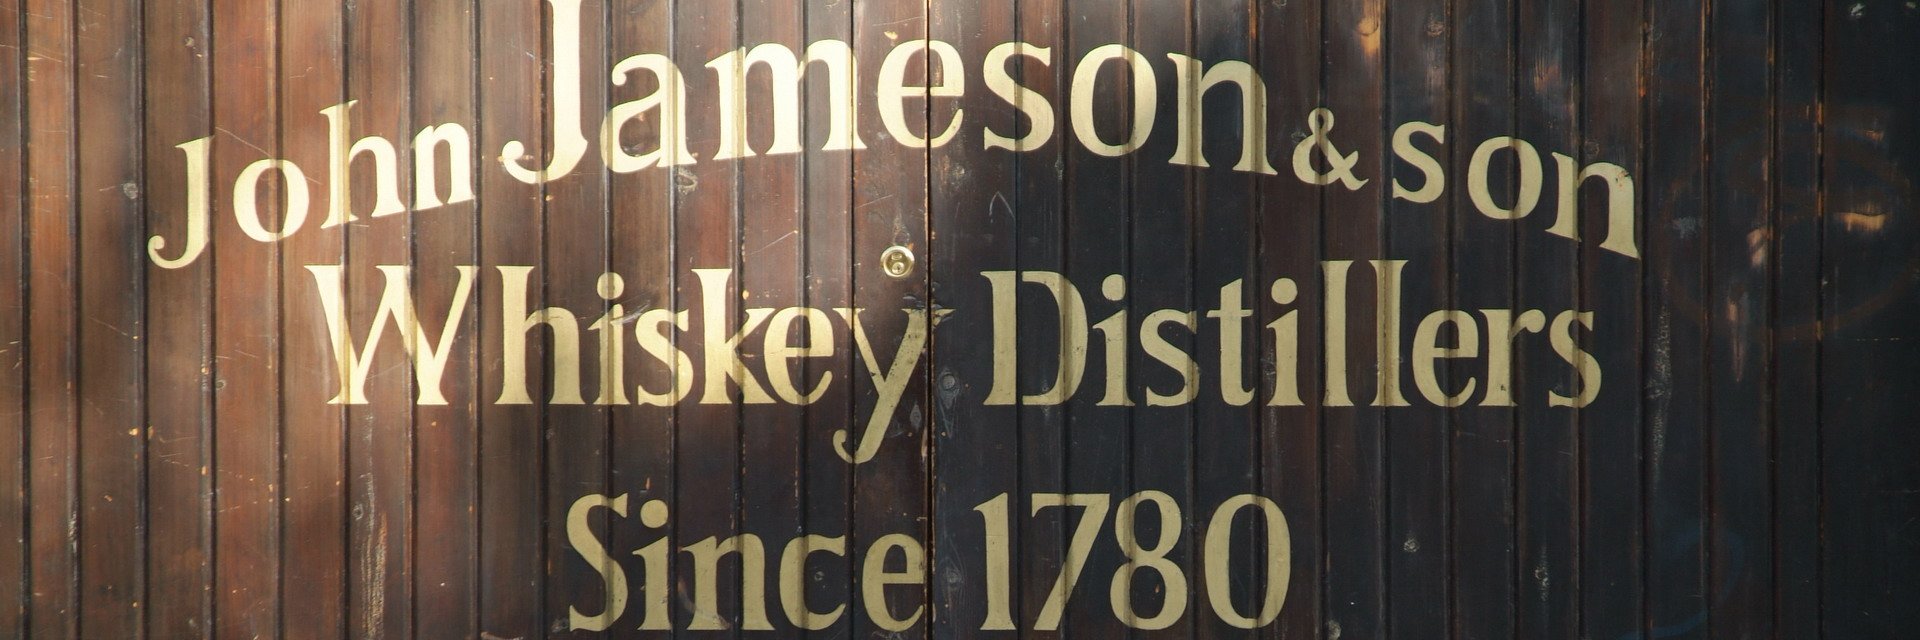 John Jameson & son
Whiskey Distillers
Since 1780